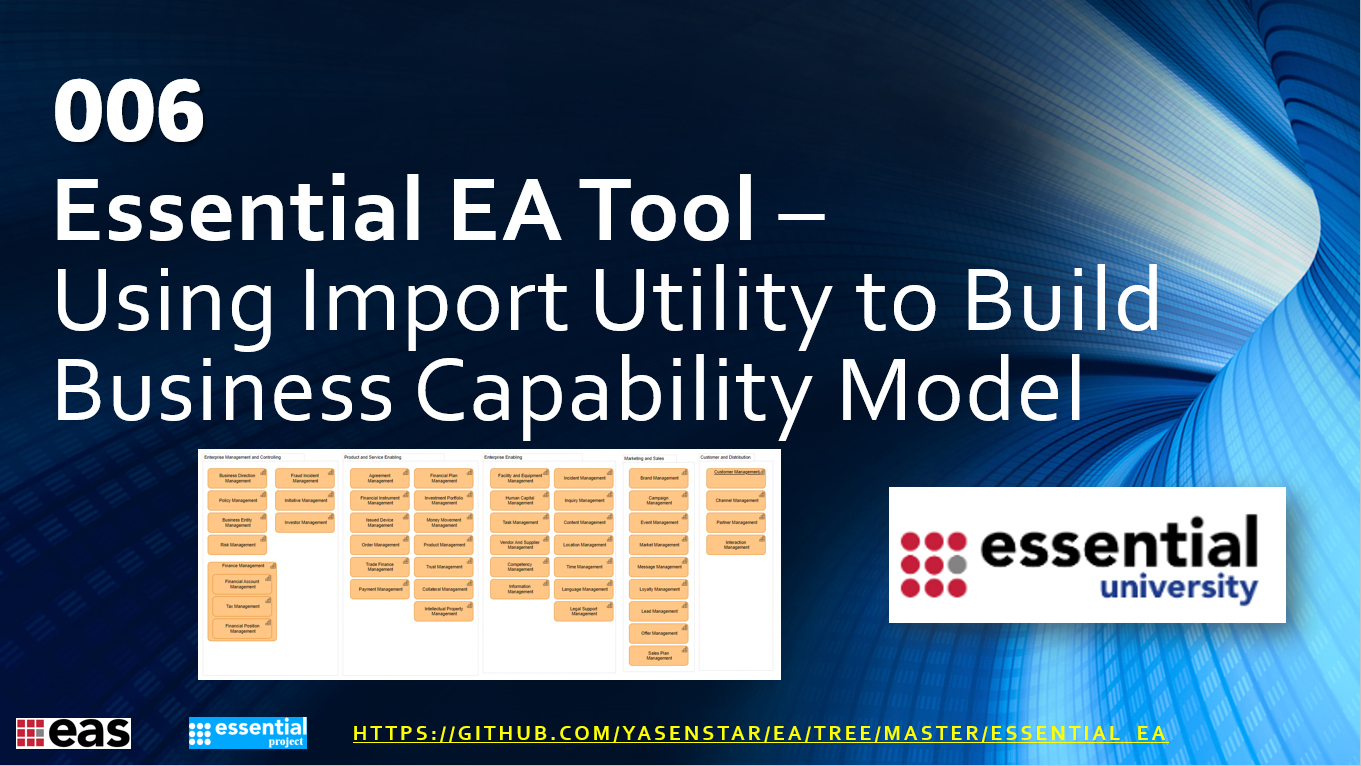 006
Essential EA Tool –
Using Import Utility to Build
Business Capability Model
Enterprise Management and Controlling
Business Direction
Management
Fraud Incident
Management
Policy Management
Initiative Management
Business Entity
Management
Investor Management
Risk Management
Finance Management
Financial Account
Management
Tax Management
Financial Position
Management
Product and Service Enabling
Agreement
Management
Financial Plan
Management
Financial Instrument
Management
Investment Portfolio
Management
Issued Device
Management
Money Movement
Management
Order Management
Product Management
Trade Finance
Management
Trust Management
Payment Management
Collateral Management
Intellectual Property
Management
Enterprise Enabling
Facility and Equipment
Management
Incident Management
Human Capital
Management
Inquiry Management
Task Management
Content Management
Vendor And Supplier
Management
Location Management
Competency
Management
Time Management
Information
Management
Language Management
Legal Support
Management
Marketing and Sales
Brand Management
Campaign
Management
Event Management
Market Management
Message Management
Loyalty Management
Lead Management
Offer Management
Sales Plan
Management
Customer and Distribution
Customer Management
Channel Management
Partner Management
Interaction
Management
essential
university
eas
essential
project
HTTPS://GITHUB.COM/YASENSTAR/EA/TREE/MASTER/ESSENTIAL_EA